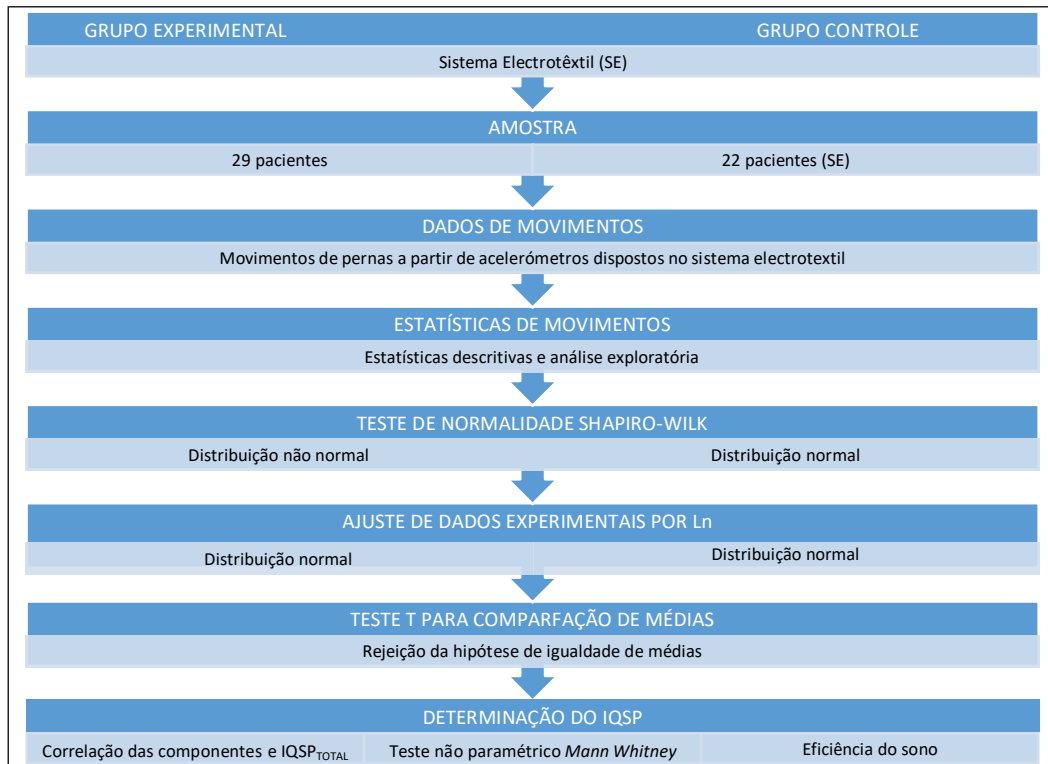 GRUPO EXPERIMENTAL GRUPO CONTROLE
Sistema Electrotêxtil (SE)
AMOSTRA
29 pacientes 22 pacientes (SE)
DADOS DE MOVIMENTOS
Movimentos de pernas a partir de acelerómetros dispostos no sistema electrotextil
ESTATÍSTICAS DE MOVIMENTOS
Estatísticas descritivas e análise exploratória
TESTE DE NORMALIDADE SHAPIRO-WILK
Distribuição não normal Distribuição normal
AJUSTE DE DADOS EXPERIMENTAIS POR Ln
Distribuição normal Distribuição normal
TESTE T PARA COMPARFAÇÃO DE MÉDIAS
Rejeição da hipótese de igualdade de médias
DETERMINAÇÃO DO IQSP
Correlação das componentes e IQSPTOTAL Teste não paramétrico Mann Whitney Eficiência do sono